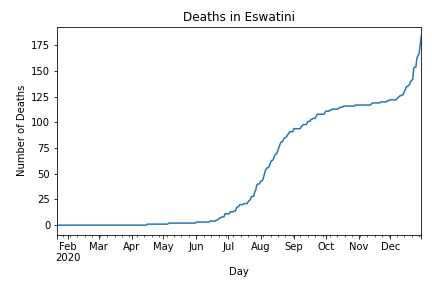 Deaths in Eswatini
Number of Deaths
175
150
125
100
75
50
25
0
Feb Mar Apr May Jun Jul Aug Sep Oct Nov Dec
2020
Day